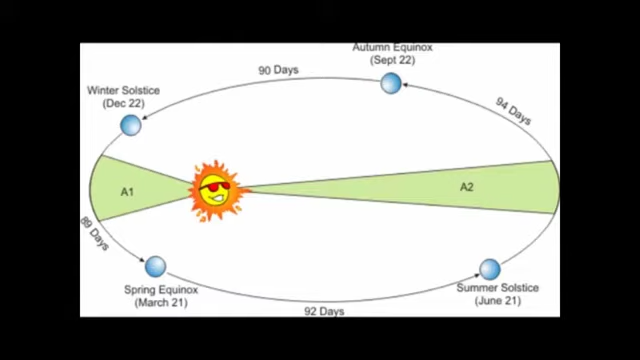 Autumn Equinox
(Sept 22)
90 Days
Winter Solstice
(Dec 22)
94 Days
A1
A2
89 Days
Spring Equinox
(March 21)
Summer Solstice
(June 21)
92 Days